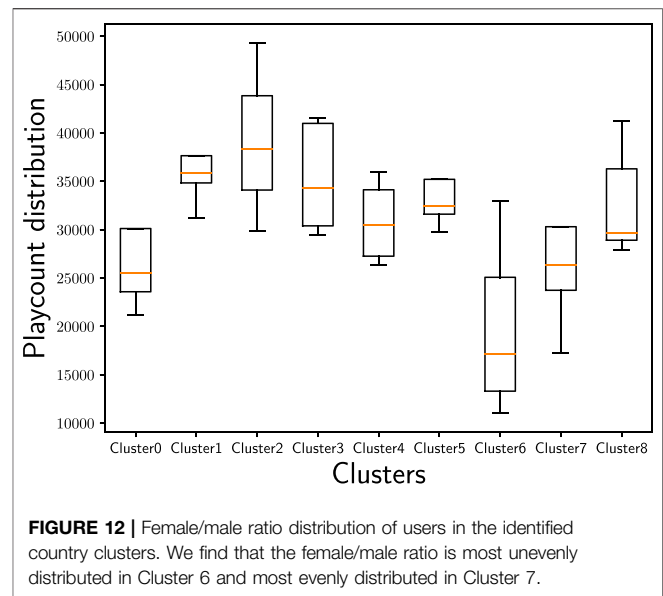 50000
45000
40000
35000
30000
25000
20000
15000
10000
Playcount distribution
Cluster0 Cluster1 Cluster2 Cluster3 Cluster4 Cluster5 Cluster6 Cluster7 Cluster8
Clusters
FIGURE 12 | Female/male ratio distribution of users in the identified
country clusters. We find that the female/male ratio is most unevenly
distributed in Cluster 6 and most evenly distributed in Cluster 7.